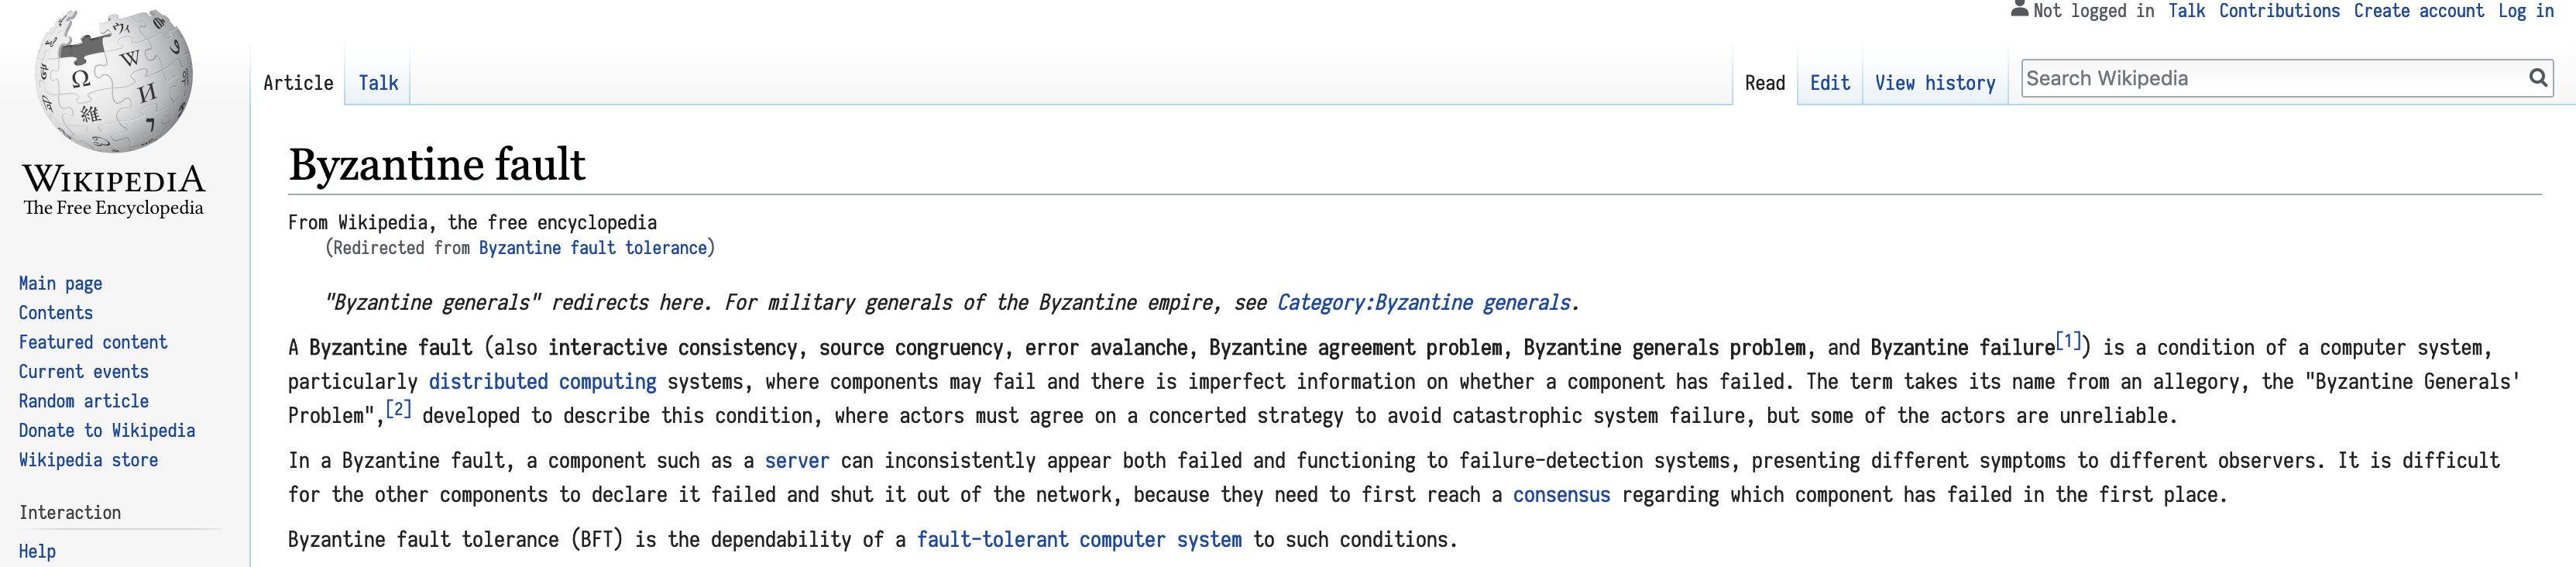 Not logged in Talk Contributions Create account Log in
Article Talk Read Edit View history Search Wikipedia
Ω W И 維 ו
WIKIPEDIA
The Free Encyclopedia
Main page
Contents
Featured content
Current events
Random article
Donate to Wikipedia
Wikipedia store
Interaction
Help
Byzantine fault
From Wikipedia, the free encyclopedia
(Redirected from Byzantine fault tolerance)
"Byzantine generals" redirects here. For military generals of the Byzantine empire, see Category:Byzantine generals.
A Byzantine fault (also interactive consistency, source congruency, error avalanche, Byzantine agreement problem, Byzantine generals problem, and Byzantine failure[1]) is a condition of a computer system,
particularly distributed computing systems, where components may fail and there is imperfect information on whether a component has failed. The term takes its name from an allegory, the "Byzantine Generals'
Problem",[2] developed to describe this condition, where actors must agree on a concerted strategy to avoid catastrophic system failure, but some of the actors are unreliable.
In a Byzantine fault, a component such as a server can inconsistently appear both failed and functioning to failure-detection systems, presenting different symptoms to different observers. It is difficult
for the other components to declare it failed and shut it out of the network, because they need to first reach a consensus regarding which component has failed in the first place.
Byzantine fault tolerance (BFT) is the dependability of a fault-tolerant computer system to such conditions.